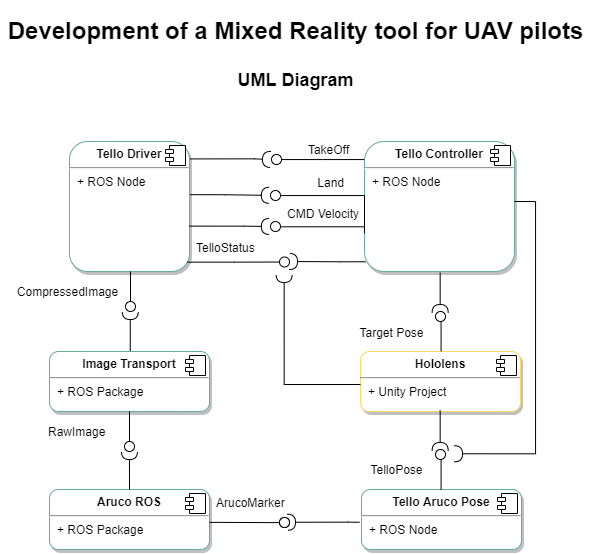 Development of a Mixed Reality tool for UAV pilots
UML Diagram
Tello Driver
+ ROS Node
TakeOff
Land
CMD Velocity
TelloStatus
Tello Controller
+ ROS Node
CompressedImage
Target Pose
Image Transport
+ ROS Package
Hololens
+ Unity Project
RawImage
TelloPose
Aruco ROS
+ ROS Package
ArucoMarker
Tello Aruco Pose
+ ROS Node